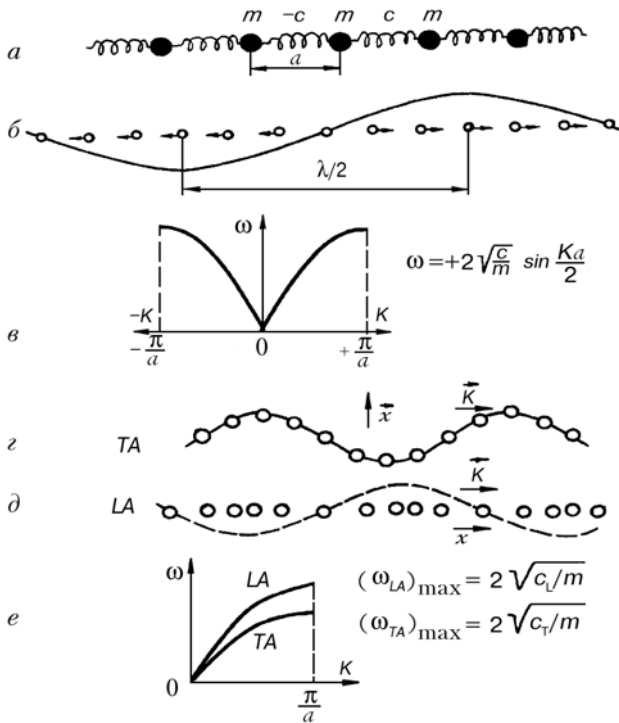 а
m –c m c m
a
б
λ/2
в
ω
ω=+2√c/m sin Ka/2
–K K
–π/a 0 +π/a
г TA
x⃗ K⃗
д LA
K⃗
x⃗
е
ω
LA
TA
0 K
π/a
(ω_LA)max = 2 √c_L/m
(ω_TA)max = 2 √c_T/m